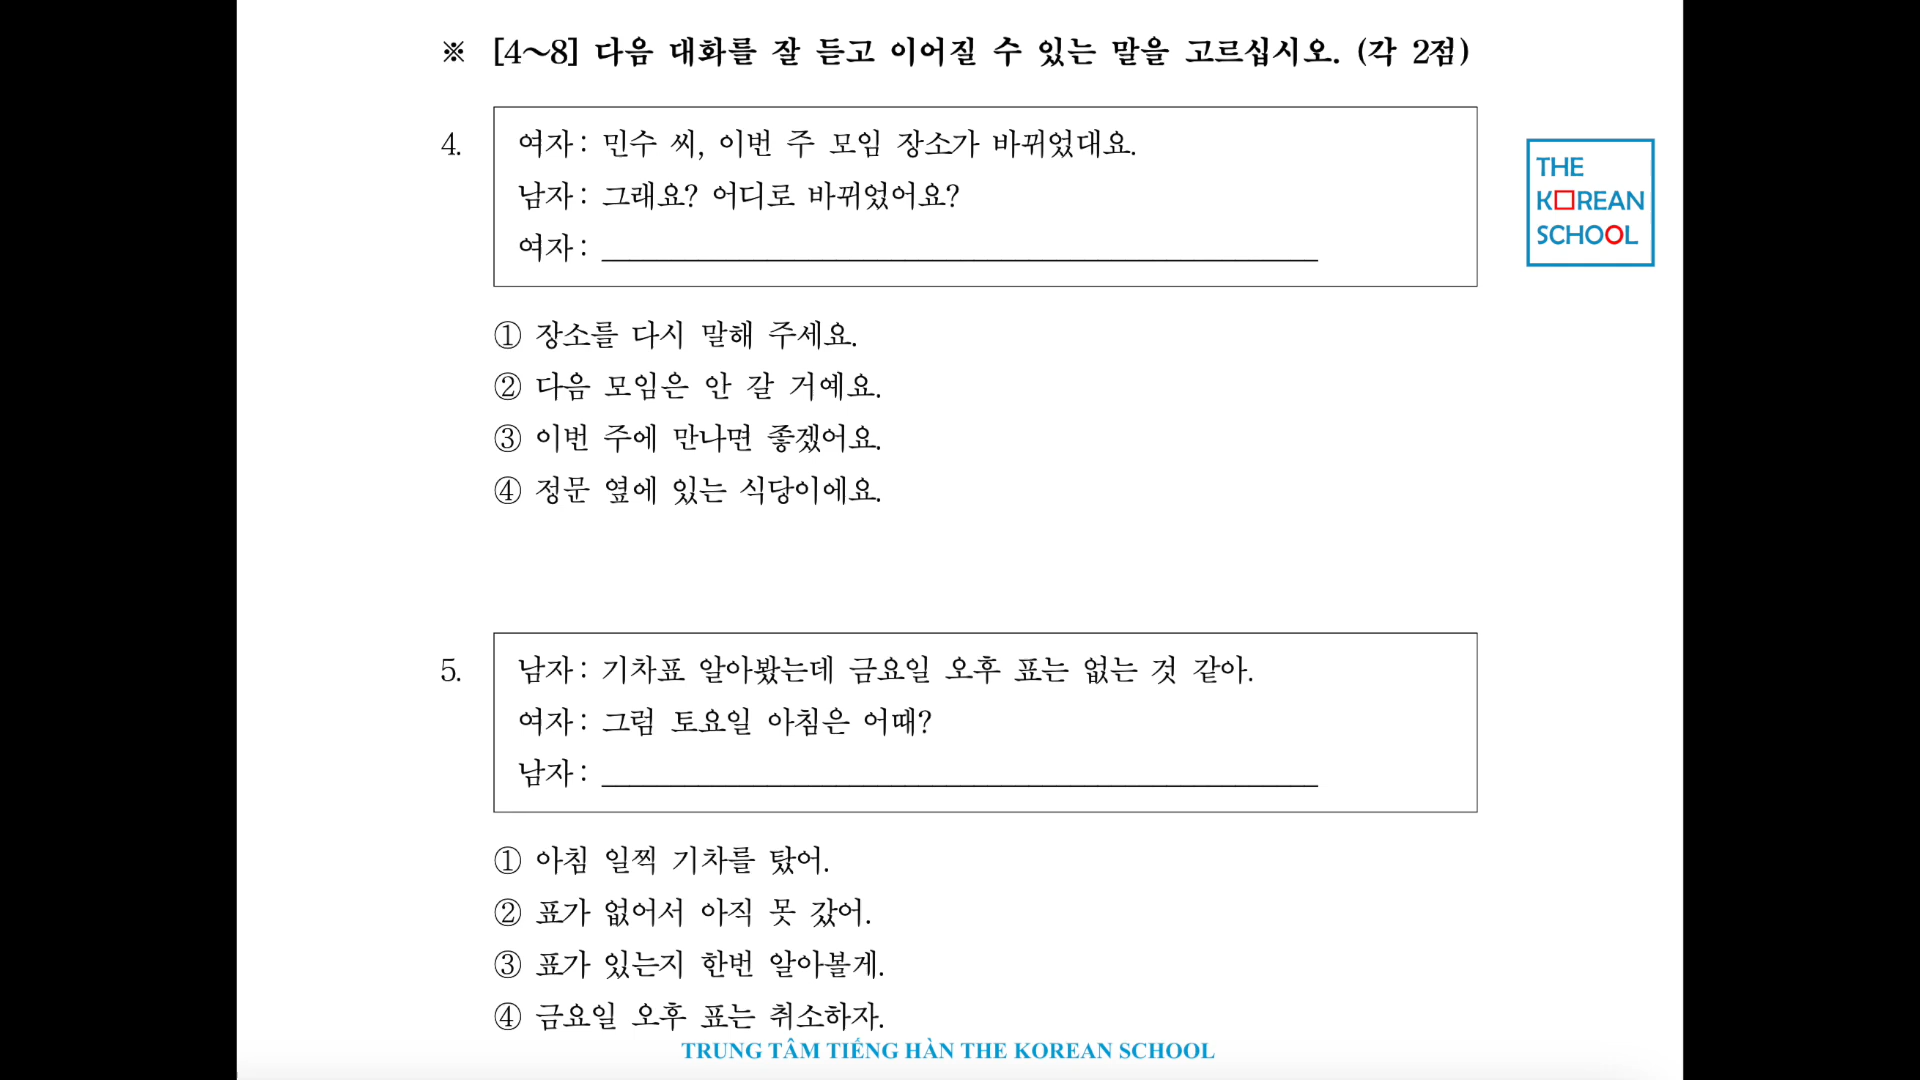 ※ [4～8] 다음 대화를 잘 듣고 이어질 수 있는 말을 고르십시오. (각 2점)
4.
여자 : 민수 씨, 이번 주 모임 장소가 바뀌었대요.
남자 : 그래요? 어디로 바뀌었어요?
여자 : ____________________
① 장소를 다시 말해 주세요.
② 다음 모임은 안 갈 거예요.
③ 이번 주에 만나면 좋겠어요.
④ 정문 옆에 있는 식당이에요.
THE
KOREAN
SCHOOL
5.
남자 : 기차표 알아봤는데 금요일 오후 표는 없는 것 같아.
여자 : 그럼 토요일 아침은 어때?
남자 : ____________________
① 아침 일찍 기차를 탔어.
② 표가 없어서 아직 못 갔어.
③ 표가 있는지 한번 알아볼게.
④ 금요일 오후 표는 취소하자.
TRUNG TÂM TIẾNG HÀN THE KOREAN SCHOOL